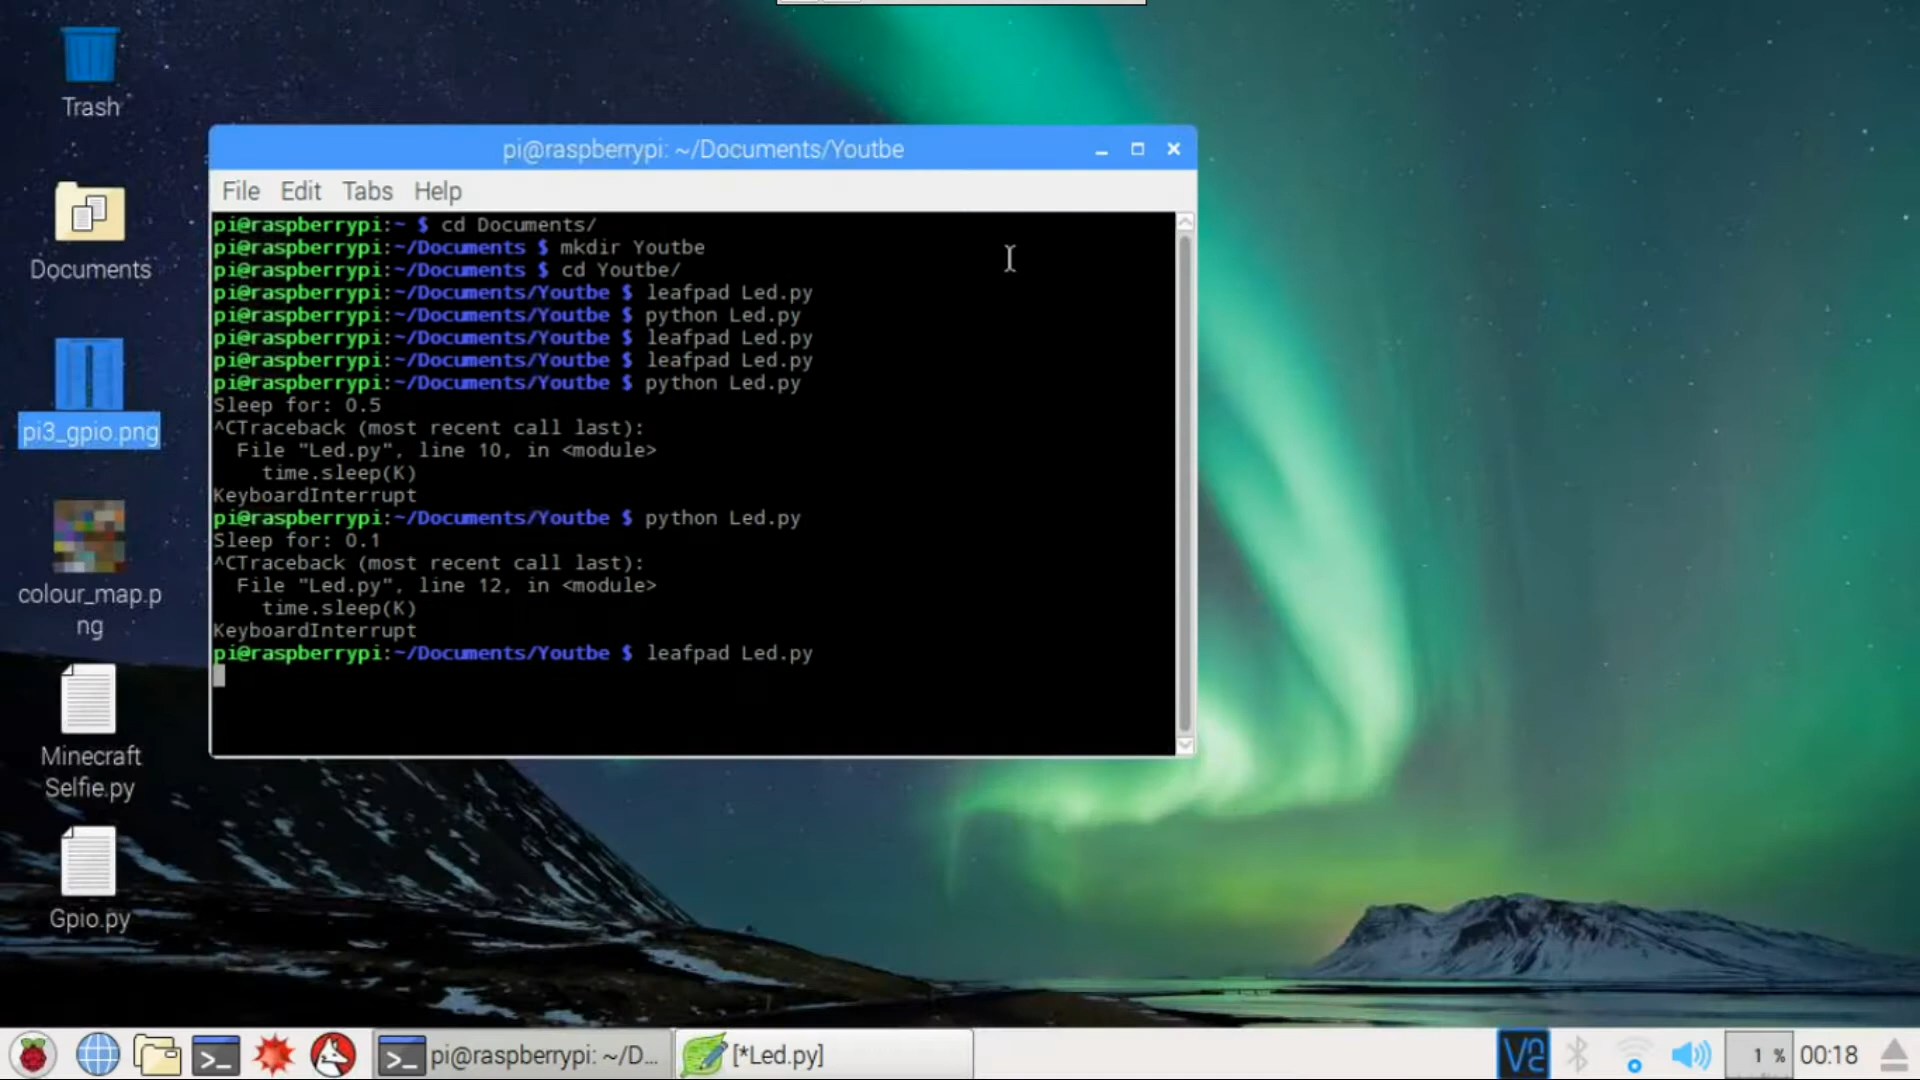 Trash
Documents
pi3_gpio.png
colour_map.p
ng
Minecraft
Selfie.py
Gpio.py
pi@raspberrypi: ~/Documents/Youtbe
File Edit Tabs Help
pi@raspberrypi:~ $ cd Documents/
pi@raspberrypi:~/Documents $ mkdir Youtbe
pi@raspberrypi:~/Documents $ cd Youtbe/
pi@raspberrypi:~/Documents/Youtbe $ leafpad Led.py
pi@raspberrypi:~/Documents/Youtbe $ python Led.py
pi@raspberrypi:~/Documents/Youtbe $ leafpad Led.py
pi@raspberrypi:~/Documents/Youtbe $ leafpad Led.py
pi@raspberrypi:~/Documents/Youtbe $ python Led.py
Sleep for: 0.5
^CTraceback (most recent call last):
  File "Led.py", line 10, in <module>
    time.sleep(K)
KeyboardInterrupt
pi@raspberrypi:~/Documents/Youtbe $ python Led.py
Sleep for: 0.1
^CTraceback (most recent call last):
  File "Led.py", line 12, in <module>
    time.sleep(K)
KeyboardInterrupt
pi@raspberrypi:~/Documents/Youtbe $ leafpad Led.py
pi@raspberrypi: ~/D... [*Led.py] 1 % 00:18